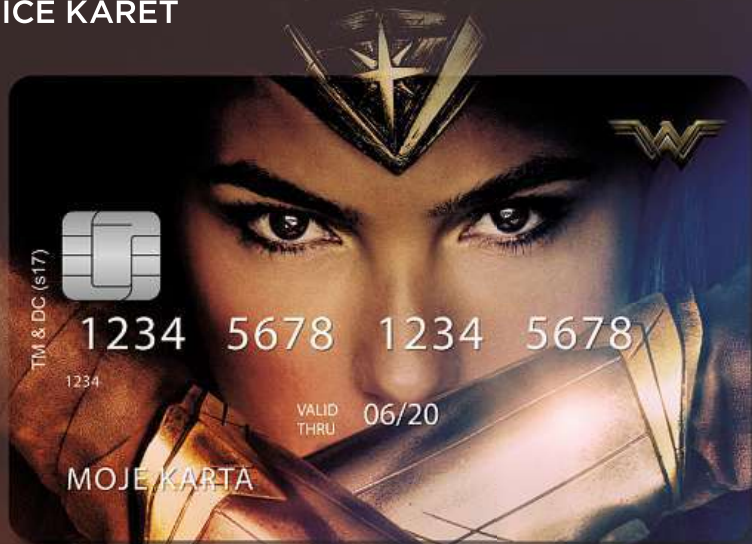 ICE KARET
TM & DC (s17)
1234 5678 1234 5678
1234
VALID THRU 06/20
MOJE KARTA